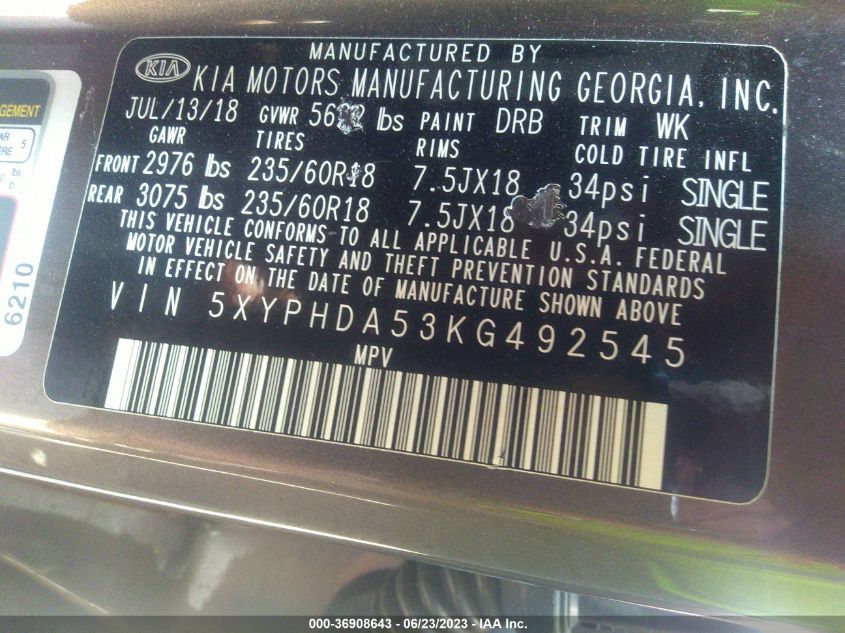 MANUFACTURED BY
KIA KIA MOTORS MANUFACTURING GEORGIA, INC.
JUL/13/18 GVWR lbs PAINT DRB TRIM WK
GAWR TIRES RIMS COLD TIRE INFL
FRONT 2976 lbs 235/60R18 7.5JX18 34psi SINGLE
REAR 3075 lbs 235/60R18 7.5JX18 34psi SINGLE
THIS VEHICLE CONFORMS TO ALL APPLICABLE U.S.A. FEDERAL
MOTOR VEHICLE SAFETY AND THEFT PREVENTION STANDARDS
IN EFFECT ON THE DATE OF MANUFACTURE SHOWN ABOVE
VIN 5XYPHDA53KG492545
MPV
6210
000-36908643 - 06/23/2023 - IAA Inc.